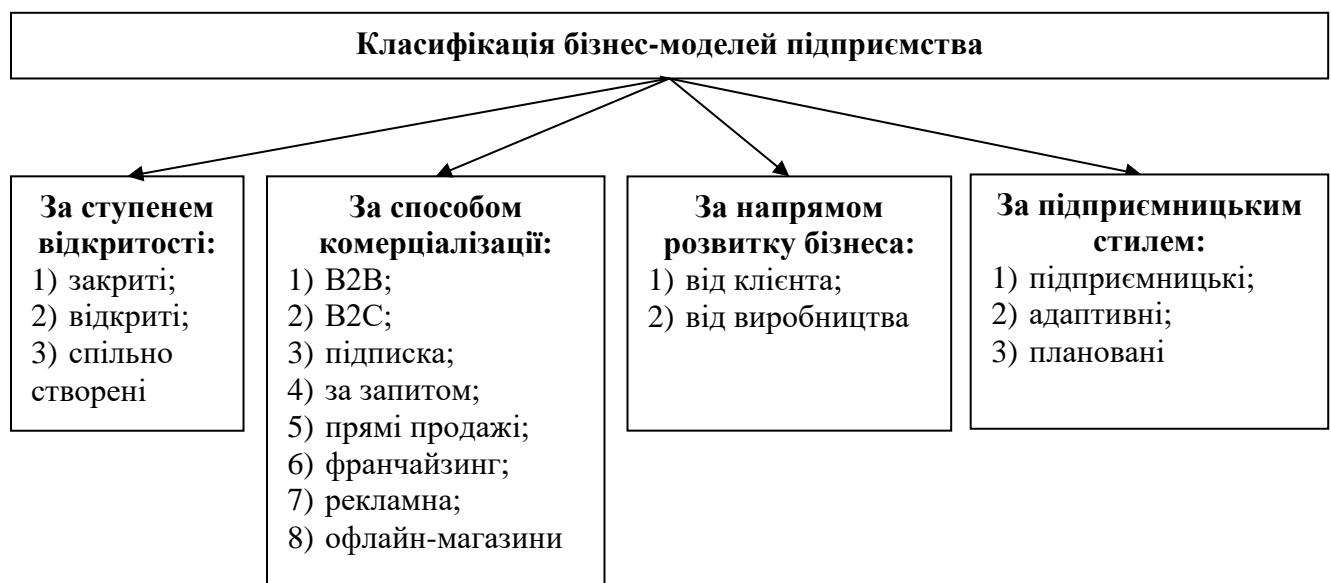 Класифікація бізнес-моделей підприємства
За ступенем
відкритості:
1) закриті;
2) відкриті;
3) спільно
створені
За способом
комерціалізації:
1) B2B;
2) B2C;
3) підписка;
4) за запитом;
5) прямі продажі;
6) франчайзинг;
7) рекламна;
8) офлайн-магазини
За напрямом
розвитку бізнеса:
1) від клієнта;
2) від виробництва
За підприємницьким
стилем:
1) підприємницькі;
2) адаптивні;
3) плановані